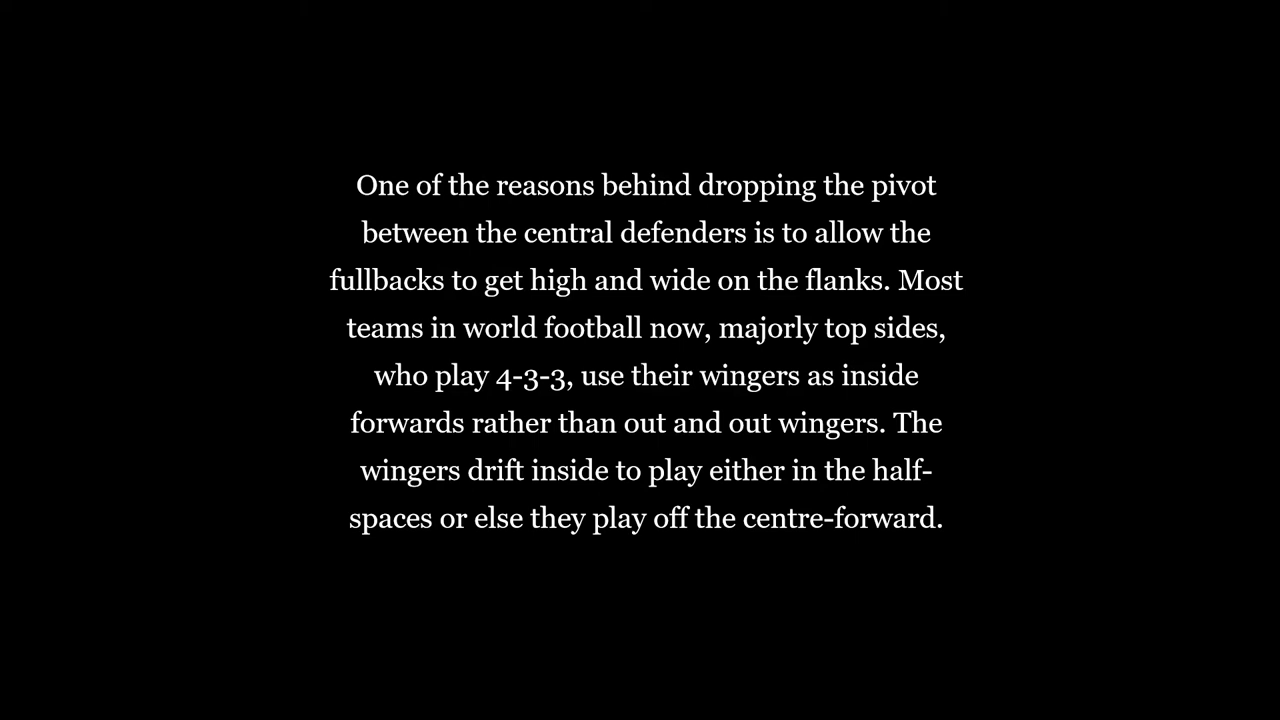 One of the reasons behind dropping the pivot
between the central defenders is to allow the
fullbacks to get high and wide on the flanks. Most
teams in world football now, majorly top sides,
who play 4-3-3, use their wingers as inside
forwards rather than out and out wingers. The
wingers drift inside to play either in the half-
spaces or else they play off the centre-forward.